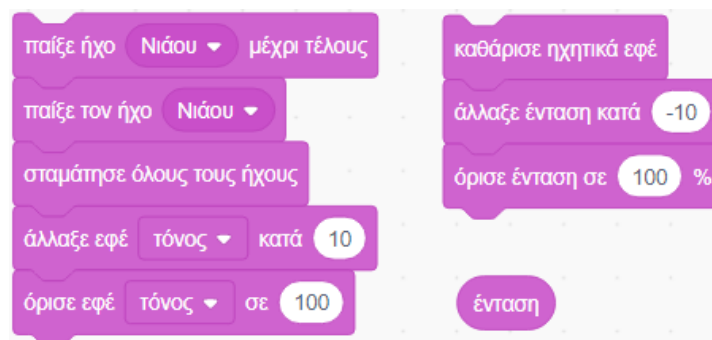 παίξε ήχο Νιάου μέχρι τέλους
παίξε τον ήχο Νιάου
σταμάτησε όλους τους ήχους
άλλαξε εφέ τόνος κατά 10
όρισε εφέ τόνος σε 100
καθάρισε ηχητικά εφέ
άλλαξε ένταση κατά -10
όρισε ένταση σε 100 %
ένταση